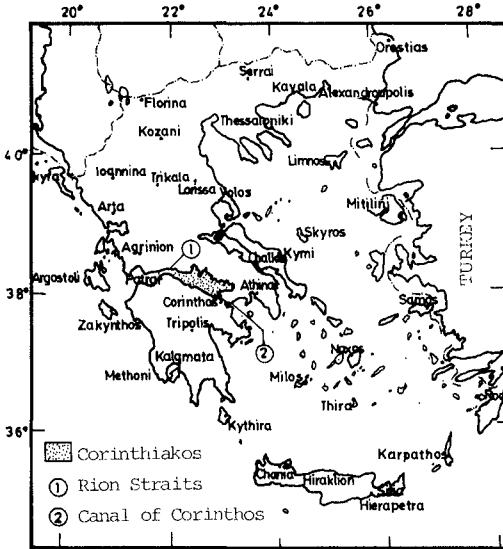 20° 22° 24° 26° 28°
Orestias
Serrai
Kavala
Alexandroupolis
Florina
Thessaloniki
Kozani
40°
Limnos
Ioannina
Trikala
Larissa
Volos
Arta
Mitilini
Skyros
Agrinion
Kymi
TURKEY
Chalkis
1
Argostoli
Patrai
Athinai
38°
Corinthos
Samos
Zakynthos
Tripolis
Naxos
Kalamata
2
Methoni
Milos
Thira
Kythira
36°
Karpathos
Corinthiakos
Chania
Hiraklion
1 Rion Straits
Hierapetra
2 Canal of Corinthos